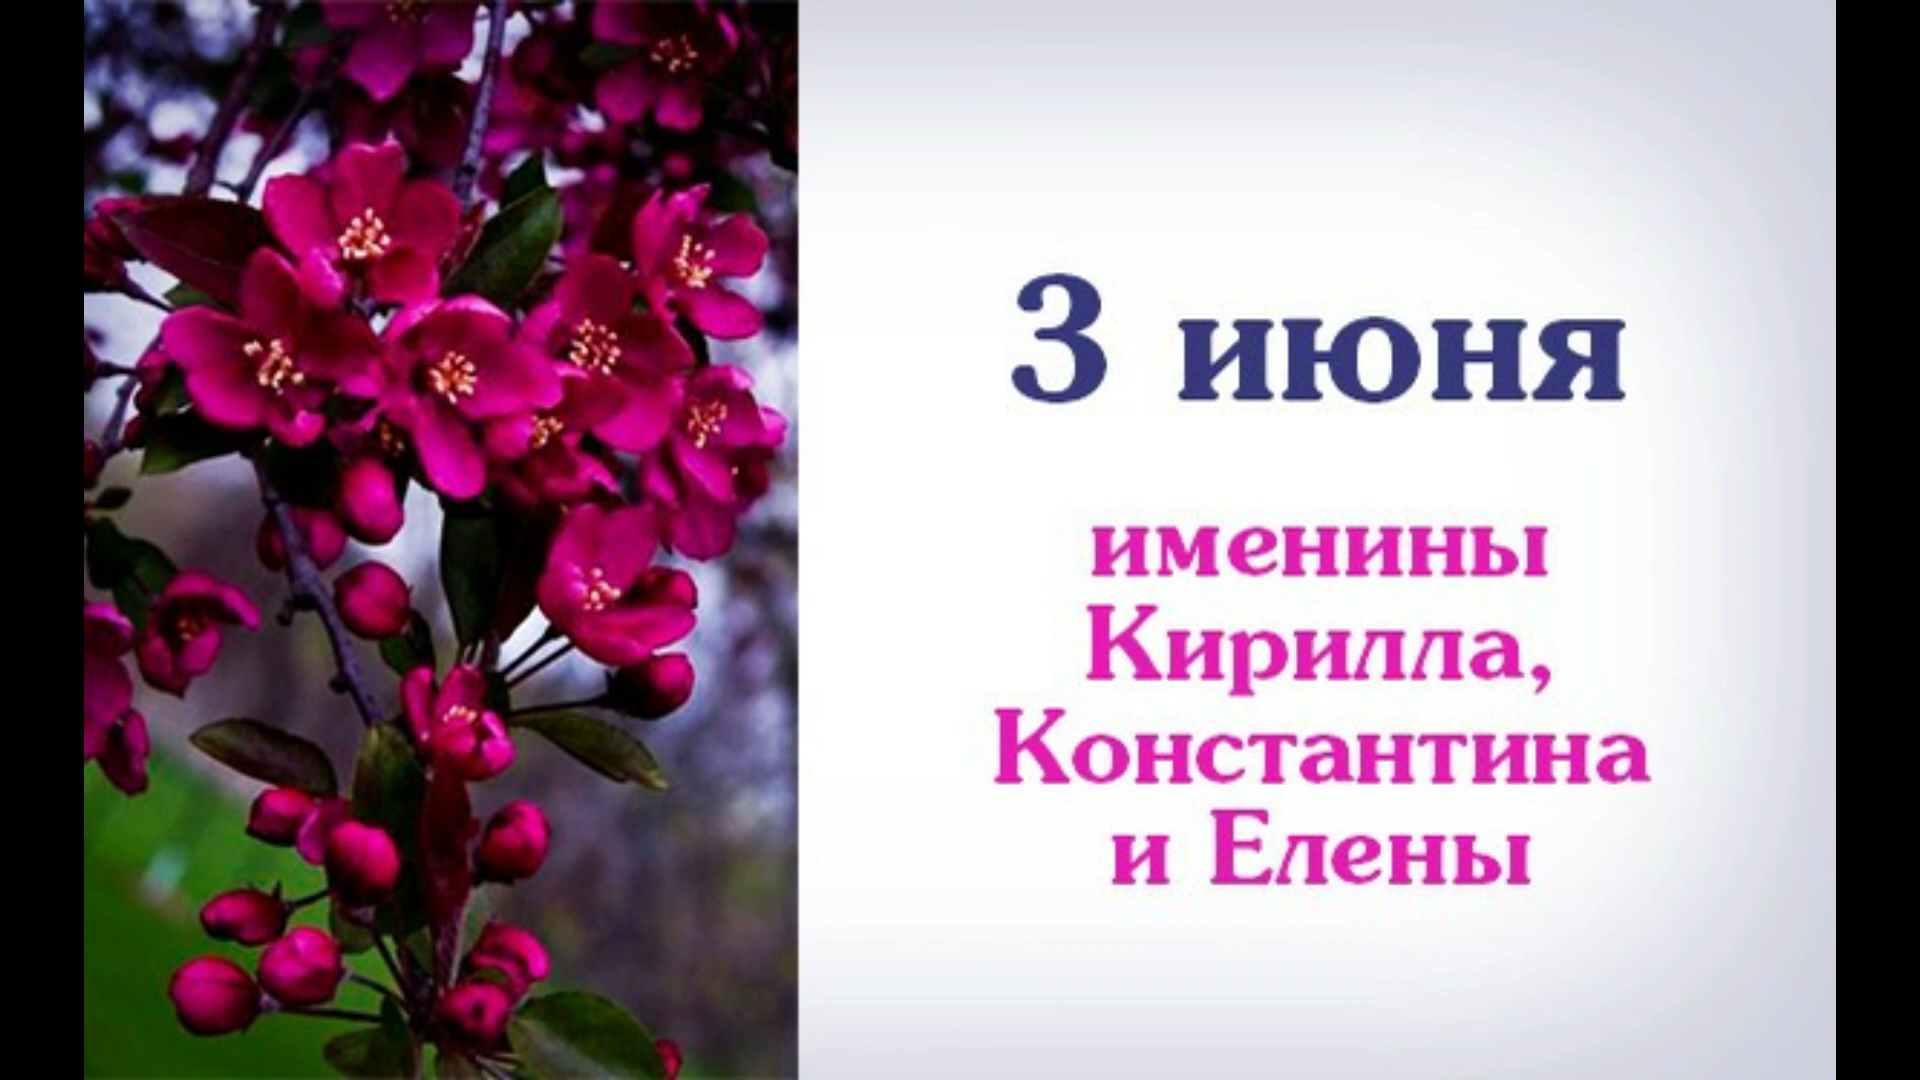 3 июня
именины
Кирилла,
Константина
и Елены